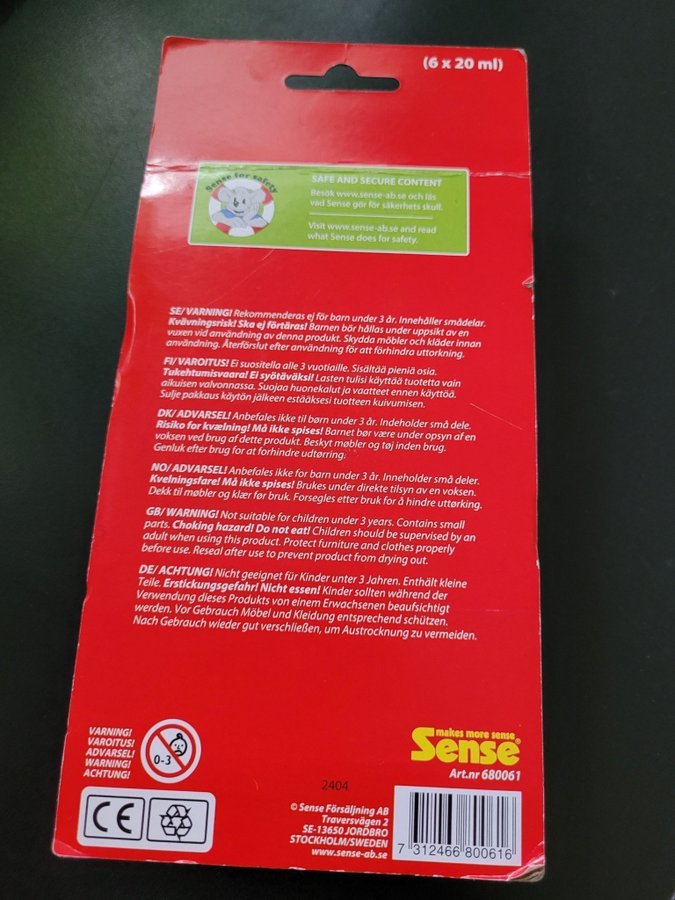 (6 x 20 ml)
Sense for safety
SAFE AND SECURE CONTENT
Besök www.sense-ab.se och läs
vad Sense gör för säkerhets skull.
Visit www.sense-ab.se and read
what Sense does for safety.
SE/ VARNING! Rekommenderas ej för barn under 3 år. Innehåller smådelar.
Kvävningsrisk! Ska ej förtäras! Barnen bör hållas under uppsikt av en
vuxen vid användning av denna produkt. Skydda möbler och kläder innan
användning. Återförslut efter användning för att förhindra uttorkning.
FI/ VAROITUS! Ei suositella alle 3 vuotiaille. Sisältää pieniä osia.
Tukehtumisvaara! Ei syötäväksi! Lasten tulisi käyttää tuotetta vain
aikuisen valvonnassa. Suojaa huonekalut ja vaatteet ennen käyttöä.
Sulje pakkaus käytön jälkeen estääksesi tuotteen kuivumisen.
DK/ ADVARSEL! Anbefales ikke til børn under 3 år. Indeholder små dele.
Risiko for kvælning! Må ikke spises! Barnet bør være under opsyn af en
voksen ved brug af dette produkt. Beskyt møbler og tøj inden brug.
Genluk efter brug for at forhindre udtørring.
NO/ ADVARSEL! Anbefales ikke for barn under 3 år. Inneholder små deler.
Kvelningsfare! Må ikke spises! Brukes under direkte tilsyn av en voksen.
Dekk til møbler og klær før bruk. Forsegles etter bruk for å hindre uttørking.
GB/ WARNING! Not suitable for children under 3 years. Contains small
parts. Choking hazard! Do not eat! Children should be supervised by an
adult when using this product. Protect furniture and clothes properly
before use. Reseal after use to prevent product from drying out.
DE/ ACHTUNG! Nicht geeignet für Kinder unter 3 Jahren. Enthält kleine
Teile. Erstickungsgefahr! Nicht essen! Kinder sollten während der
Verwendung dieses Produkts von einem Erwachsenen beaufsichtigt
werden. Vor Gebrauch Möbel und Kleidung entsprechend schützen.
Nach Gebrauch wieder gut verschließen, um Austrocknung zu vermeiden.
VARNING!
VAROITUS!
ADVARSEL!
WARNING!
ACHTUNG!
0-3
CE
2404
© Sense Försäljning AB
Traversvägen 2
SE-13650 JORDBRO
STOCKHOLM/SWEDEN
www.sense-ab.se
makes more sense
Sense®
Art.nr 680061
7 312466 800616